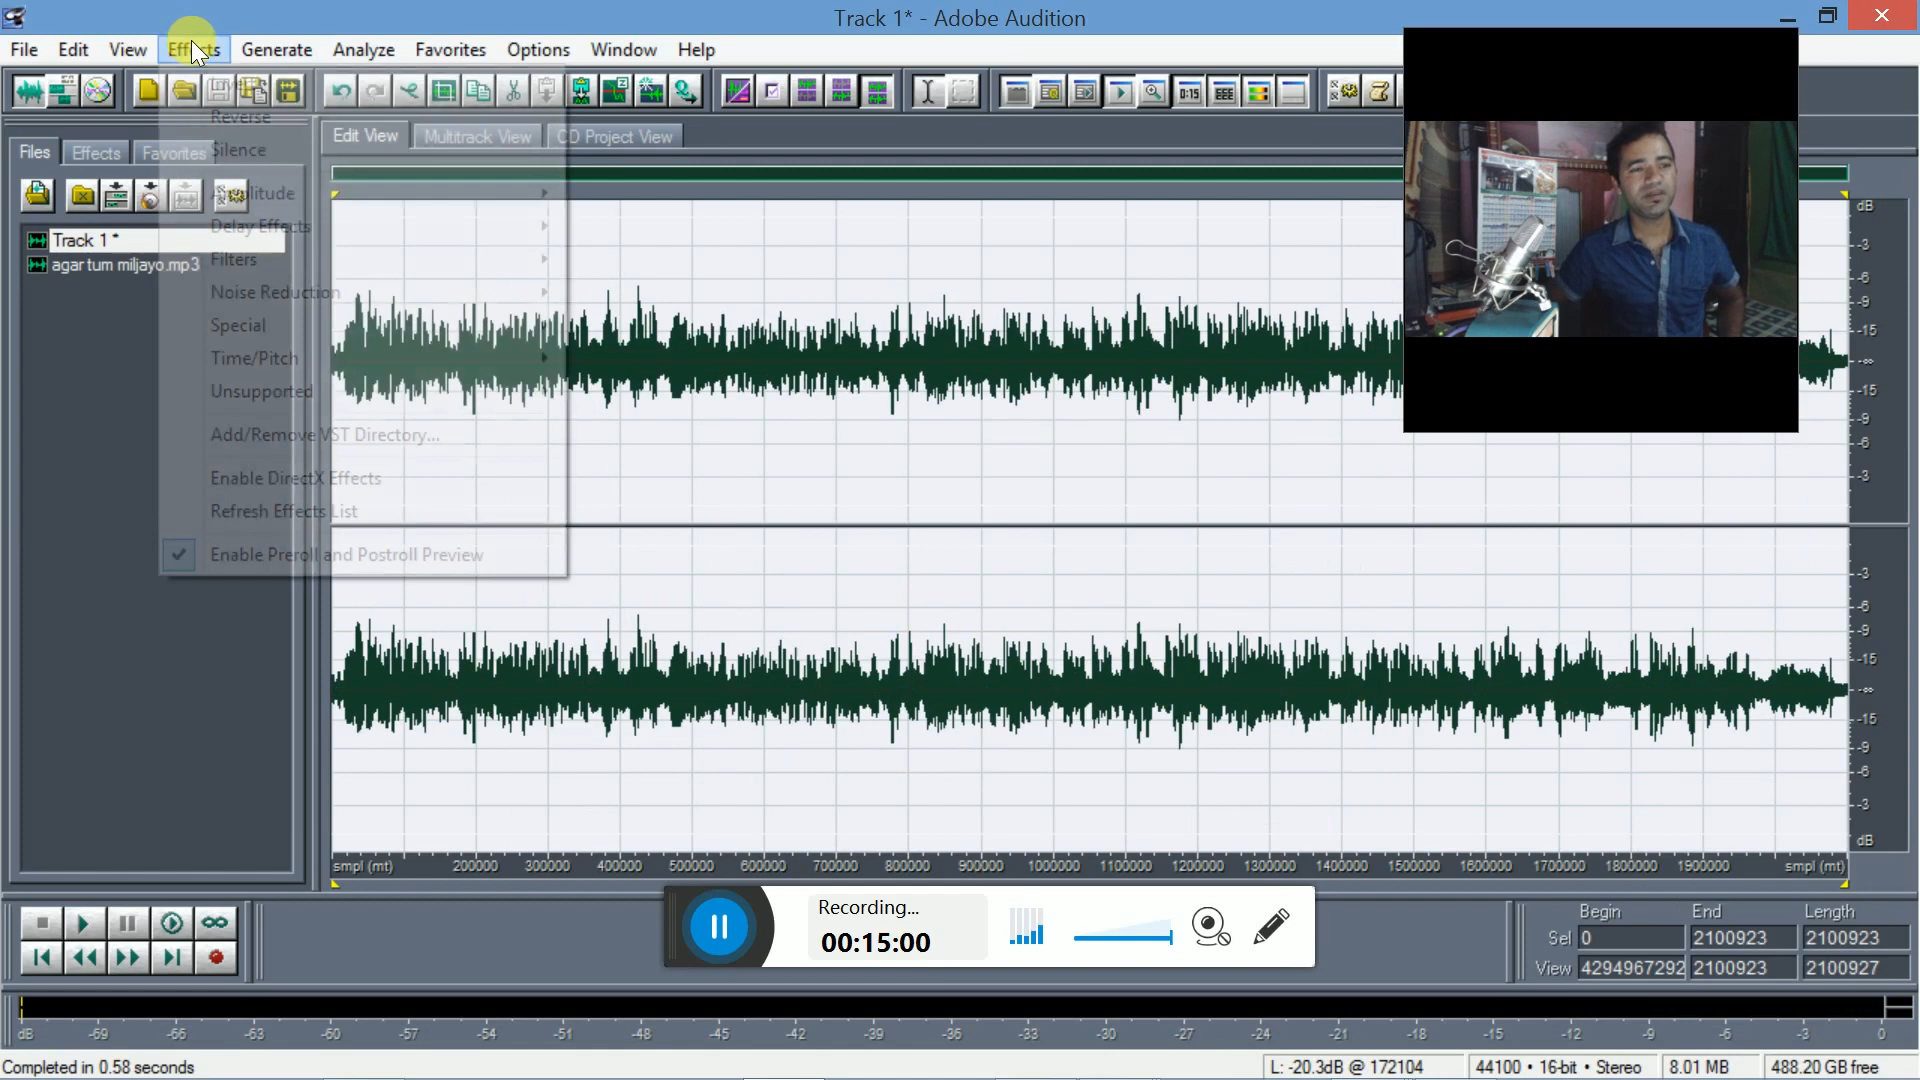 Track 1* - Adobe Audition
File Edit View Effects Generate Analyze Favorites Options Window Help
Edit View Multitrack View CD Project View
Files Effects Favorites
Reverse
Silence
Amplitude
Delay Effects
Filters
Noise Reduction
Special
Time/Pitch
Unsupported
Add/Remove VST Directory...
Enable DirectX Effects
Refresh Effects List
Enable Preroll and Postroll Preview
Track 1 *
agar tum miljayo.mp3
0:15
dB
-3
-6
-9
-15
-∞
-15
-9
-6
-3
-3
-6
-9
-15
-∞
-15
-9
-6
-3
dB
smpl (mt) 200000 300000 400000 500000 600000 700000 800000 900000 1000000 1100000 1200000 1300000 1400000 1500000 1600000 1700000 1800000 1900000 smpl (mt)
Recording...
00:15:00
Begin End Length
Sel 0 2100923 2100923
View 4294967292 2100923 2100927
dB -69 -66 -63 -60 -57 -54 -51 -48 -45 -42 -39 -36 -33 -30 -27 -24 -21 -18 -15 -12 -9 -6 -3 0
Completed in 0.58 seconds
L: -20.3dB @ 172104 44100 • 16-bit • Stereo 8.01 MB 488.20 GB free